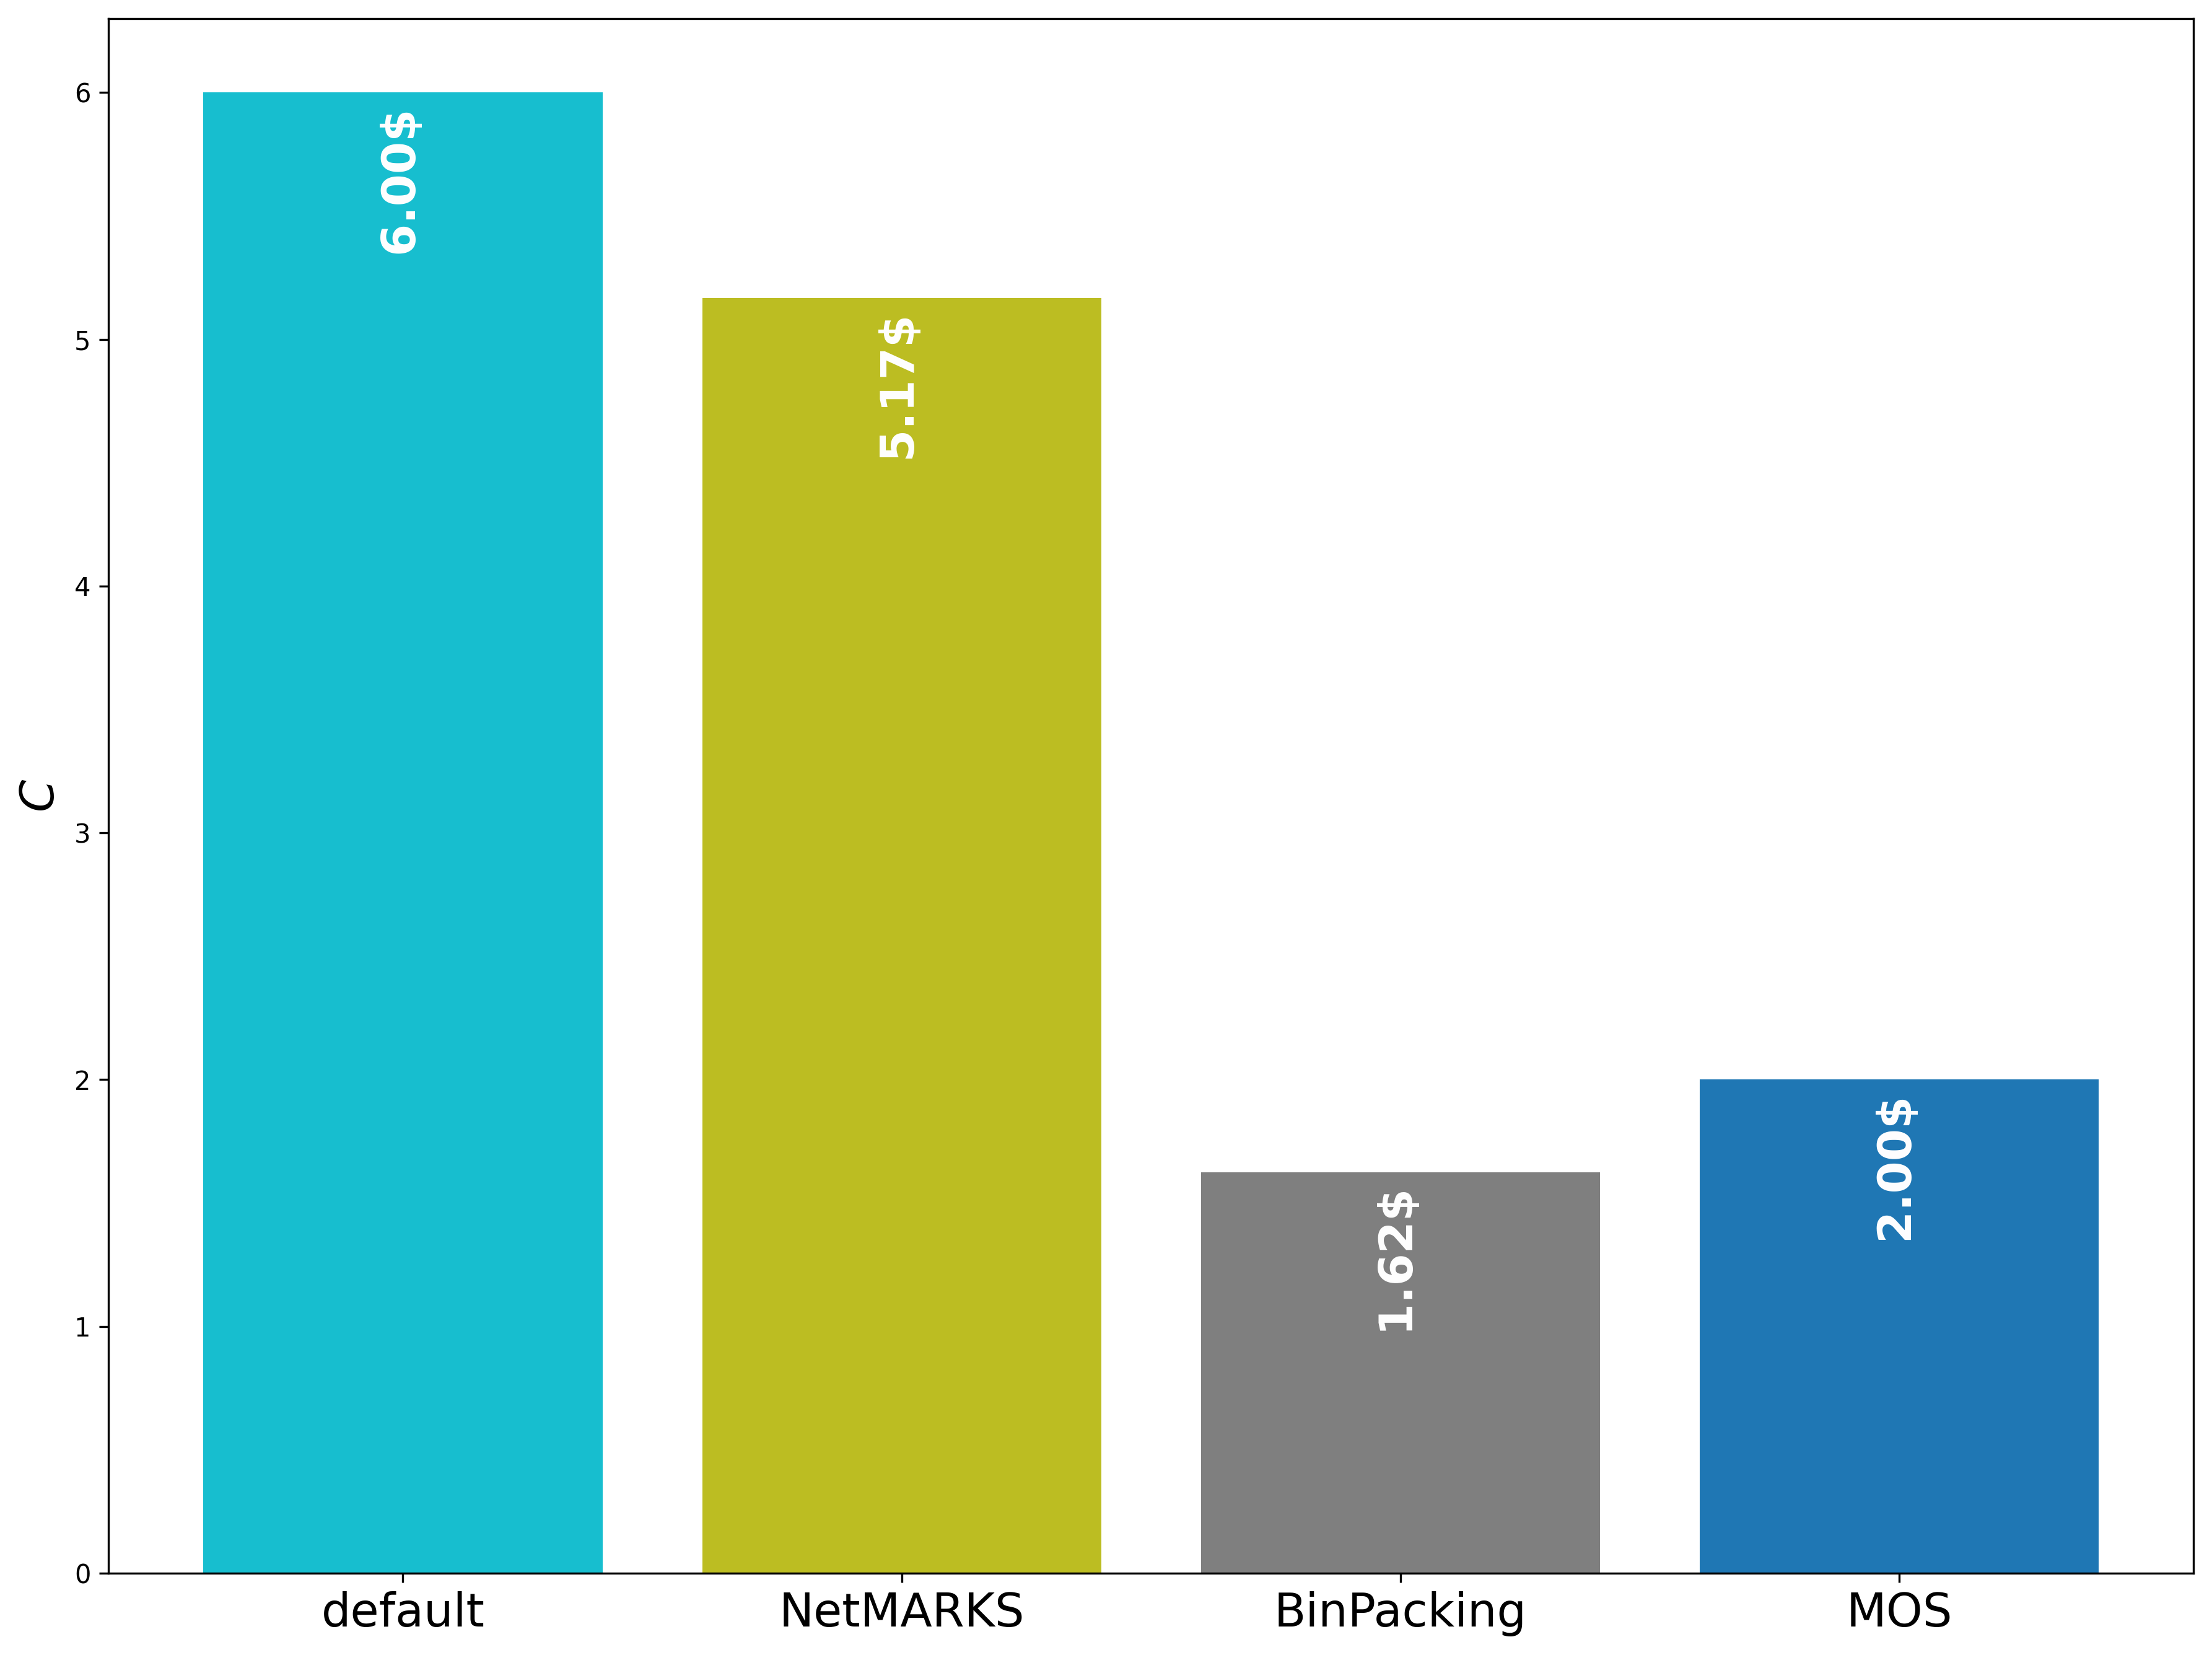 6
5
4
3
2
1
0
C
6.00$
5.17$
1.62$
2.00$
default
NetMARKS
BinPacking
MOS